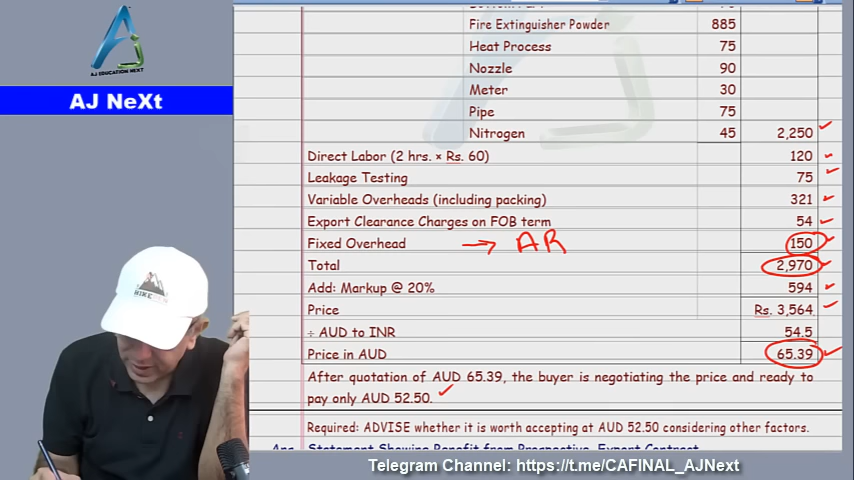 AJ EDUCATION NEXT
AJ NeXt
Fire Extinguisher Powder 885
Heat Process 75
Nozzle 90
Meter 30
Pipe 75
Nitrogen 45 2,250
Direct Labor (2 hrs. × Rs. 60) 120
Leakage Testing 75
Variable Overheads (including packing) 321
Export Clearance Charges on FOB term 54
Fixed Overhead → AR 150
Total 2,970
Add: Markup @ 20% 594
Price Rs. 3,564
÷ AUD to INR 54.5
Price in AUD 65.39
After quotation of AUD 65.39, the buyer is negotiating the price and ready to
pay only AUD 52.50.
Required: ADVISE whether it is worth accepting at AUD 52.50 considering other factors.
Ans Statement Showing Benefit from Prospective Export Contract
Telegram Channel: https://t.me/CAFINAL_AJNext